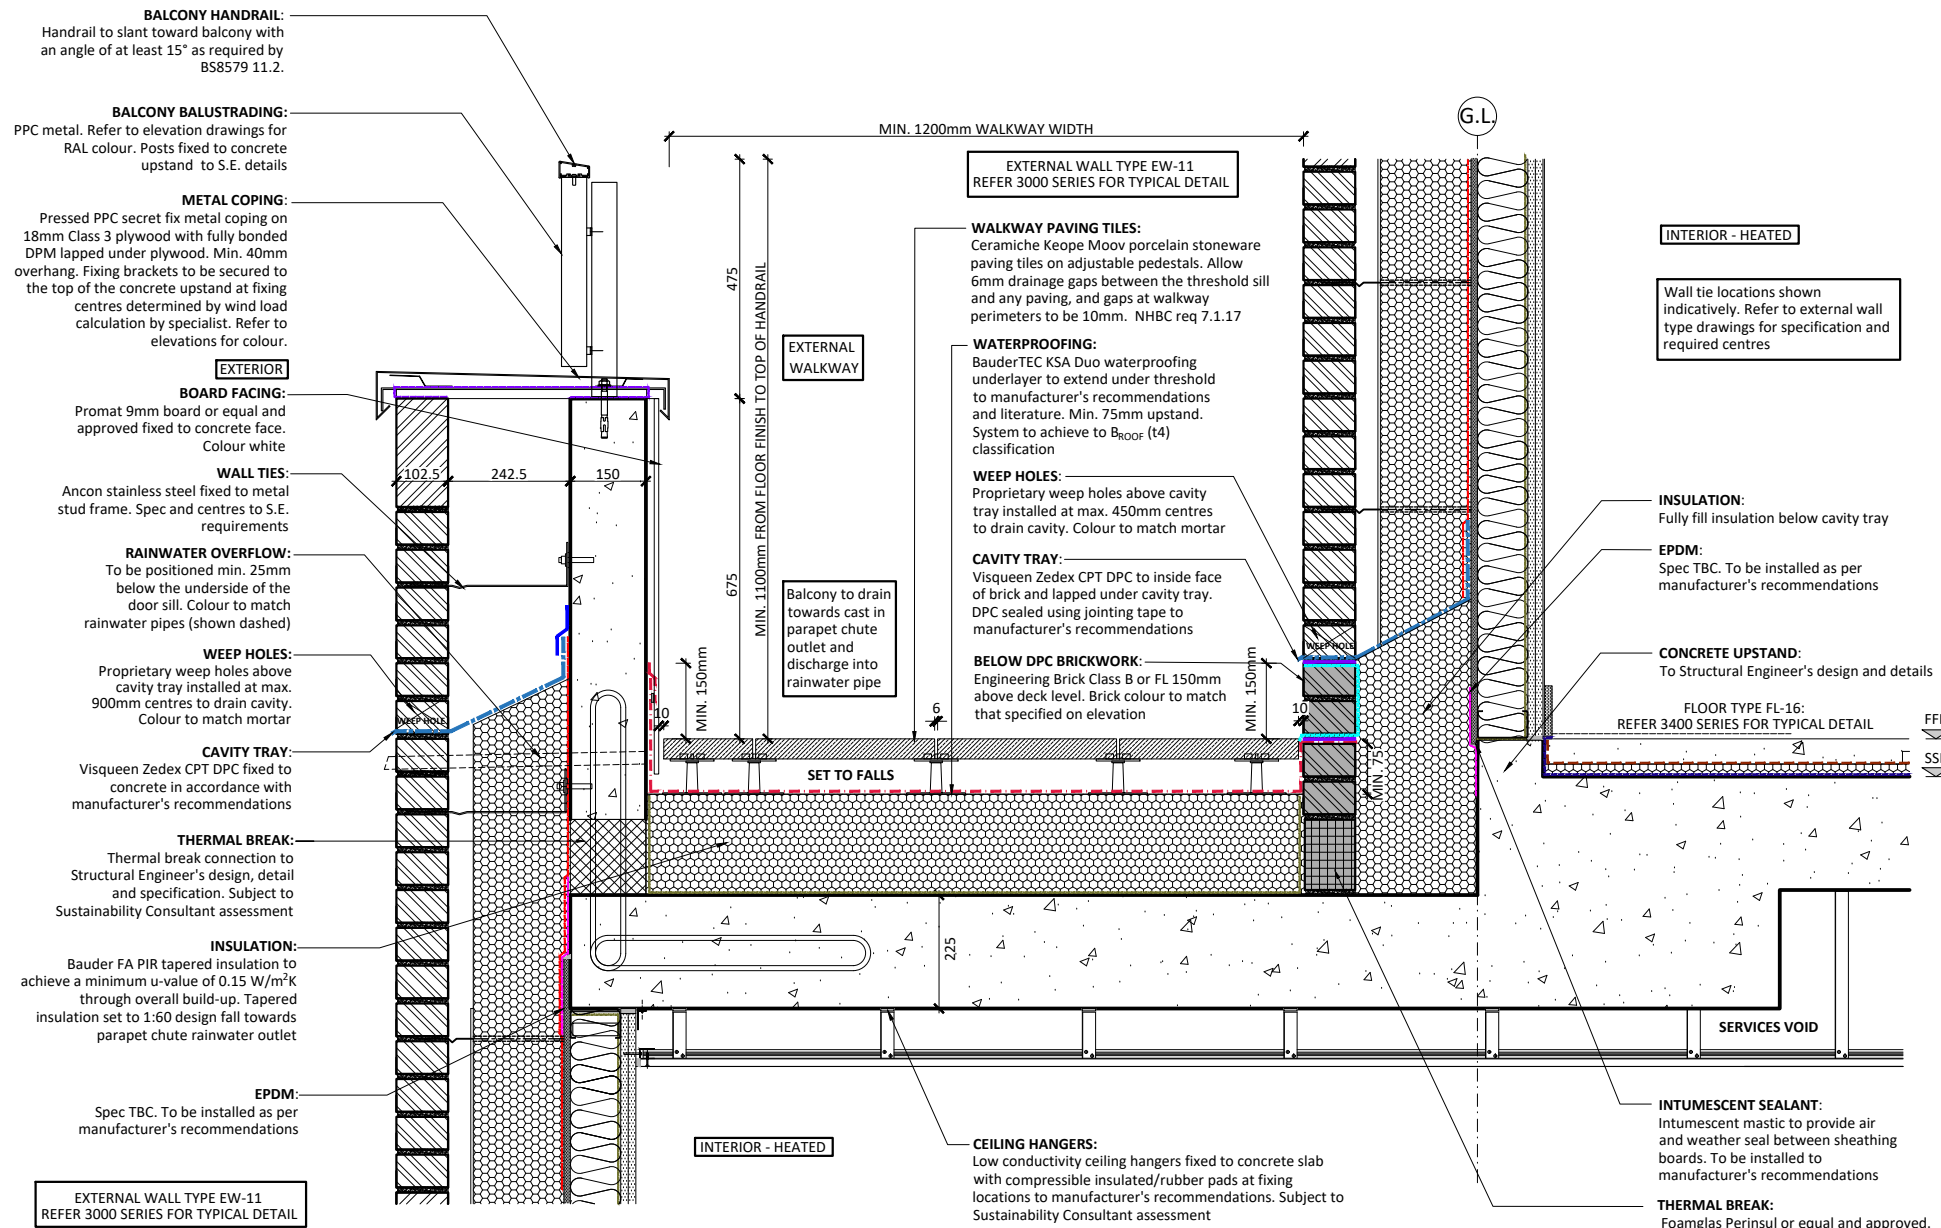 BALCONY HANDRAIL:
Handrail to slant toward balcony with
an angle of at least 15° as required by
BS8579 11.2.
BALCONY BALUSTRADING:
PPC metal. Refer to elevation drawings for
RAL colour. Posts fixed to concrete
upstand to S.E. details
METAL COPING:
Pressed PPC secret fix metal coping on
18mm Class 3 plywood with fully bonded
DPM lapped under plywood. Min. 40mm
overhang. Fixing brackets to be secured to
the top of the concrete upstand at fixing
centres determined by wind load
calculation by specialist. Refer to
elevations for colour.
EXTERIOR
BOARD FACING:
Promat 9mm board or equal and
approved fixed to concrete face.
Colour white
WALL TIES:
Ancon stainless steel fixed to metal
stud frame. Spec and centres to S.E.
requirements
RAINWATER OVERFLOW:
To be positioned min. 25mm
below the underside of the
door sill. Colour to match
rainwater pipes (shown dashed)
WEEP HOLES:
Proprietary weep holes above
cavity tray installed at max.
900mm centres to drain cavity.
Colour to match mortar
CAVITY TRAY:
Visqueen Zedex CPT DPC fixed to
concrete in accordance with
manufacturer's recommendations
THERMAL BREAK:
Thermal break connection to
Structural Engineer's design, detail
and specification. Subject to
Sustainability Consultant assessment
INSULATION:
Bauder FA PIR tapered insulation to
achieve a minimum u-value of 0.15 W/m²K
through overall build-up. Tapered
insulation set to 1:60 design fall towards
parapet chute rainwater outlet
EPDM:
Spec TBC. To be installed as per
manufacturer's recommendations
EXTERNAL WALL TYPE EW-11
REFER 3000 SERIES FOR TYPICAL DETAIL
102.5
242.5
150
WEEP HOLE
MIN. 1200mm WALKWAY WIDTH
475
675
MIN. 1100mm FROM FLOOR FINISH TO TOP OF HANDRAIL
EXTERNAL
WALKWAY
Balcony to drain
towards cast in
parapet chute
outlet and
discharge into
rainwater pipe
MIN. 150mm
10
6
SET TO FALLS
225
INTERIOR - HEATED
EXTERNAL WALL TYPE EW-11
REFER 3000 SERIES FOR TYPICAL DETAIL
WALKWAY PAVING TILES:
Ceramiche Keope Moov porcelain stoneware
paving tiles on adjustable pedestals. Allow
6mm drainage gaps between the threshold sill
and any paving, and gaps at walkway
perimeters to be 10mm. NHBC req 7.1.17
WATERPROOFING:
BauderTEC KSA Duo waterproofing
underlayer to extend under threshold
to manufacturer's recommendations
and literature. Min. 75mm upstand.
System to achieve to BROOF (t4)
classification
WEEP HOLES:
Proprietary weep holes above cavity
tray installed at max. 450mm centres
to drain cavity. Colour to match mortar
CAVITY TRAY:
Visqueen Zedex CPT DPC to inside face
of brick and lapped under cavity tray.
DPC sealed using jointing tape to
manufacturer's recommendations
BELOW DPC BRICKWORK:
Engineering Brick Class B or FL 150mm
above deck level. Brick colour to match
that specified on elevation
MIN. 150mm
10
WEEP HOLE
MIN. 75
CEILING HANGERS:
Low conductivity ceiling hangers fixed to concrete slab
with compressible insulated/rubber pads at fixing
locations to manufacturer's recommendations. Subject to
Sustainability Consultant assessment
G.L.
INTERIOR - HEATED
Wall tie locations shown
indicatively. Refer to external wall
type drawings for specification and
required centres
INSULATION:
Fully fill insulation below cavity tray
EPDM:
Spec TBC. To be installed as per
manufacturer's recommendations
CONCRETE UPSTAND:
To Structural Engineer's design and details
FLOOR TYPE FL-16:
REFER 3400 SERIES FOR TYPICAL DETAIL
SERVICES VOID
INTUMESCENT SEALANT:
Intumescent mastic to provide air
and weather seal between sheathing
boards. To be installed to
manufacturer's recommendations
THERMAL BREAK:
Foamglas Perinsul or equal and approved.